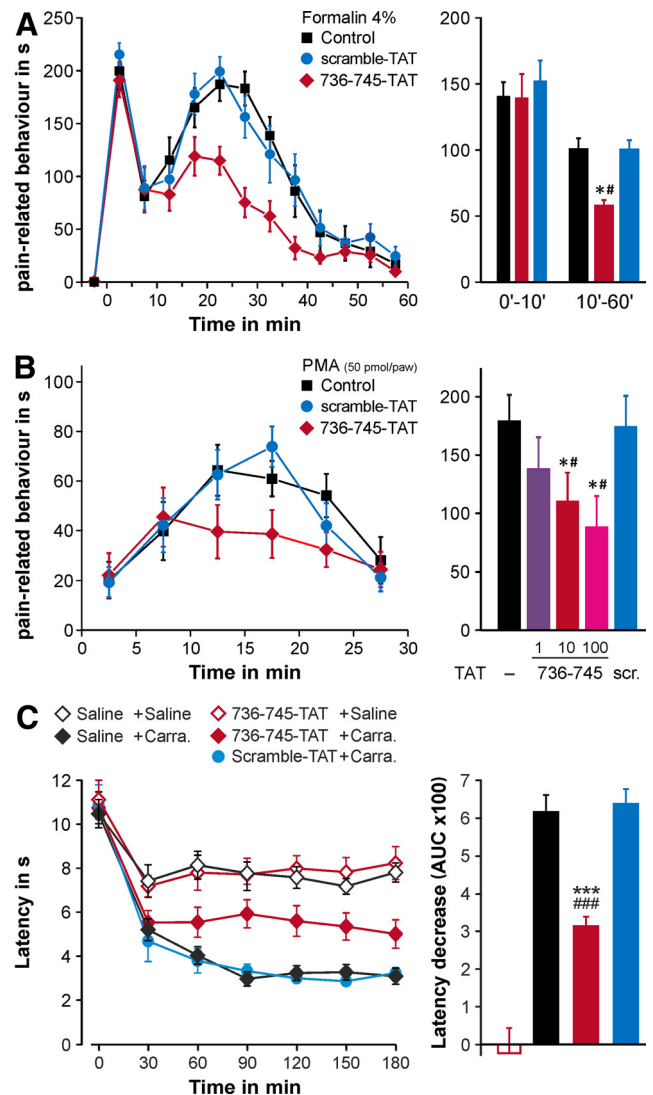 A
Formalin 4%
Control
scramble-TAT
736-745-TAT
pain-related behaviour in s
250
200
150
100
50
0
0 10 20 30 40 50 60
Time in min
200
150
100
50
0
*#
0'-10' 10'-60'
B
PMA (50 pmol/paw)
Control
scramble-TAT
736-745-TAT
pain-related behaviour in s
100
80
60
40
20
0
0 5 10 15 20 25 30
Time in min
200
150
100
50
0
*#
*#
1 10 100
TAT – 736-745 scr.
C
Saline +Saline 736-745-TAT +Saline
Saline +Carra. 736-745-TAT +Carra.
Scramble-TAT+Carra.
Latency in s
12
10
8
6
4
2
0
0 30 60 90 120 150 180
Time in min
Latency decrease (AUC x100)
7
6
5
4
3
2
1
0
***
###